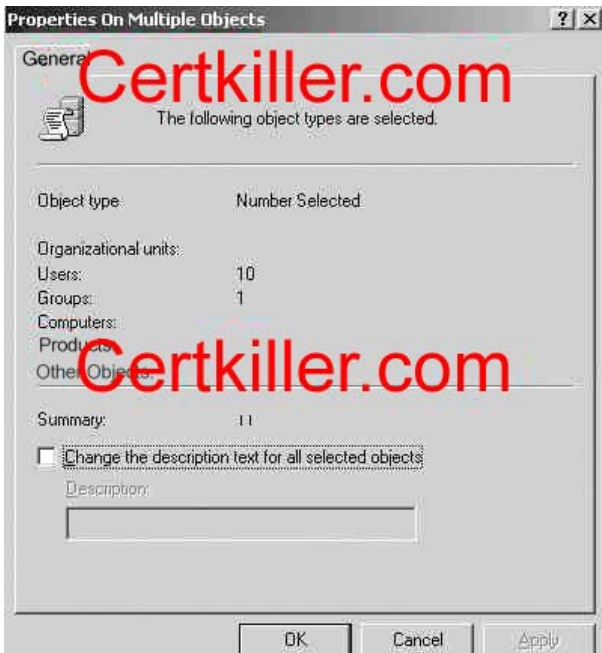 Properties On Multiple Objects
General
Certkiller.com
The following object types are selected.
Object type Number Selected
Organizational units:
Users: 10
Groups: 1
Computers:
Products:
Certkiller.com
Other Objects:
Summary: 11
Change the description text for all selected objects
Description:
OK Cancel Apply